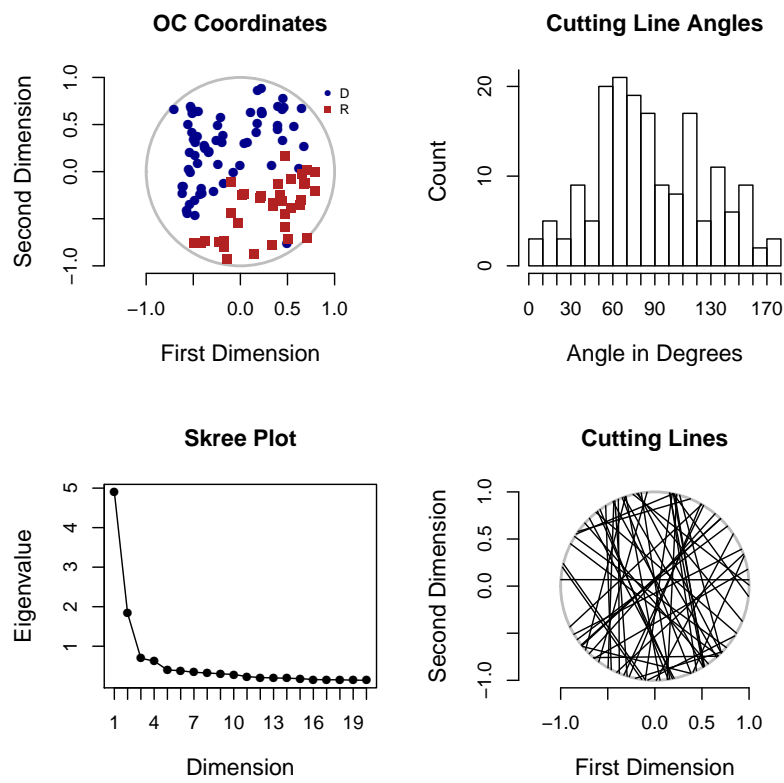 OC Coordinates
Second Dimension
1.0
0.5
0.0
−1.0
D
R
−1.0
0.0
0.5
1.0
First Dimension
Cutting Line Angles
Count
20
10
0
0
30
60
90
130
170
Angle in Degrees
Skree Plot
Eigenvalue
5
4
3
2
1
1
4
7
10
13
16
19
Dimension
Cutting Lines
Second Dimension
1.0
0.5
0.0
−1.0
−1.0
0.0
0.5
1.0
First Dimension